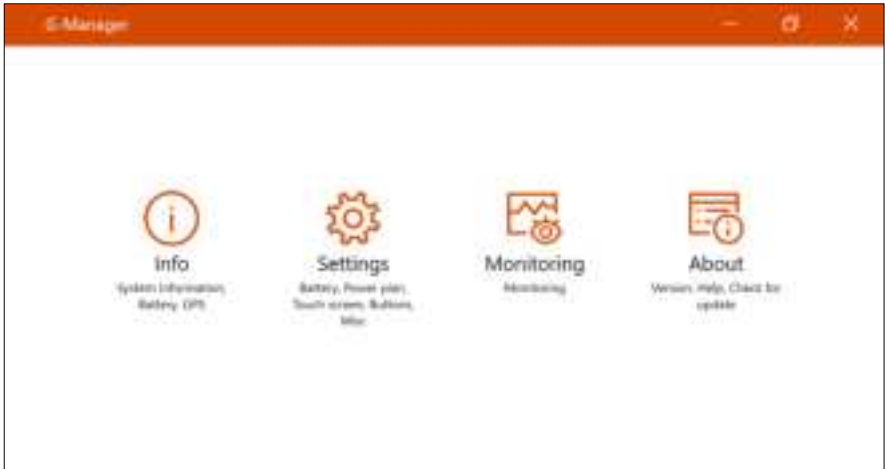 G-Manager
Info
System Information,
Battery, GPS
Settings
Battery, Power plan,
Touch screen, Buttons,
Misc
Monitoring
Monitoring
About
Version, Help, Check for
update